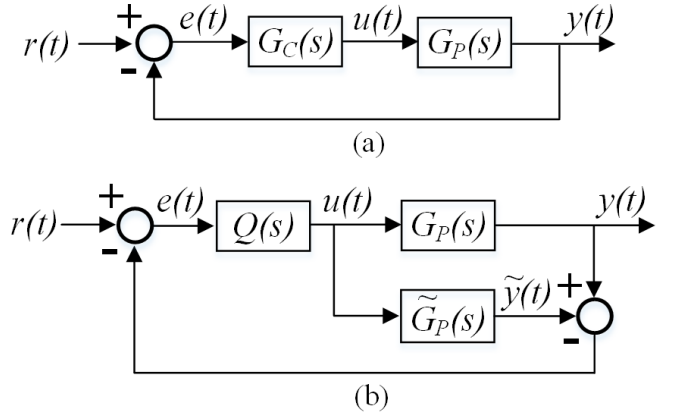 + e(t) u(t) y(t)
r(t) G_C(s) G_P(s)
-
(a)
+ e(t) u(t) y(t)
r(t) Q(s) G_P(s)
-
G̃_P(s) ỹ(t) +
-
(b)